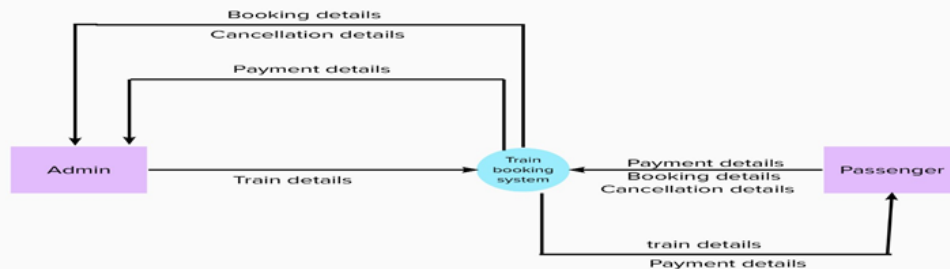 Booking details
Cancellation details
Payment details
Admin
Train details
Train
booking
system
Payment details
Booking details
Cancellation details
Passenger
train details
Payment details